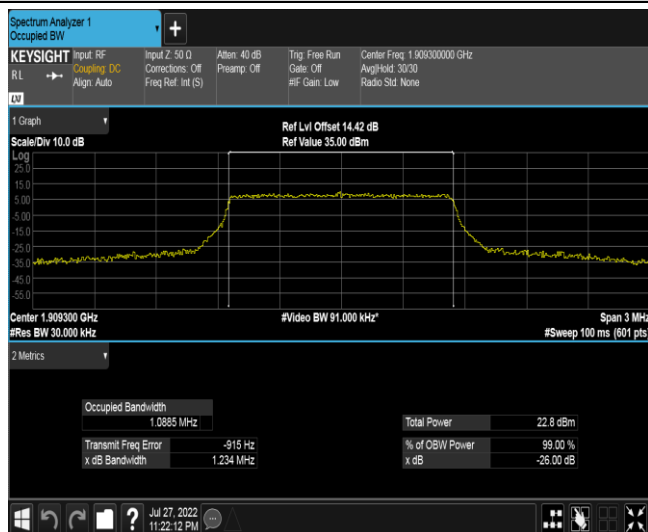 Spectrum Analyzer 1
Occupied BW
+
KEYSIGHT Input: RF Input Z: 50 Ω Atten: 40 dB Trig: Free Run Center Freq: 1.909300000 GHz
RL Coupling: DC Corrections: Off Preamp: Off Gate: Off Avg|Hold: 30/30
Align: Auto Freq Ref: Int (S) #IF Gain: Low Radio Std: None
LXI
1 Graph Ref Lvl Offset 14.42 dB
Scale/Div 10.0 dB Ref Value 35.00 dBm
Log
25.0
15.0
5.00
-5.00
-15.0
-25.0
-35.0
-45.0
-55.0
Center 1.909300 GHz #Video BW 91.000 kHz* Span 3 MHz
#Res BW 30.000 kHz #Sweep 100 ms (601 pts)
2 Metrics
Occupied Bandwidth
1.0885 MHz Total Power 22.8 dBm
Transmit Freq Error -915 Hz % of OBW Power 99.00 %
x dB Bandwidth 1.234 MHz x dB -26.00 dB
? Jul 27, 2022
11:22:12 PM